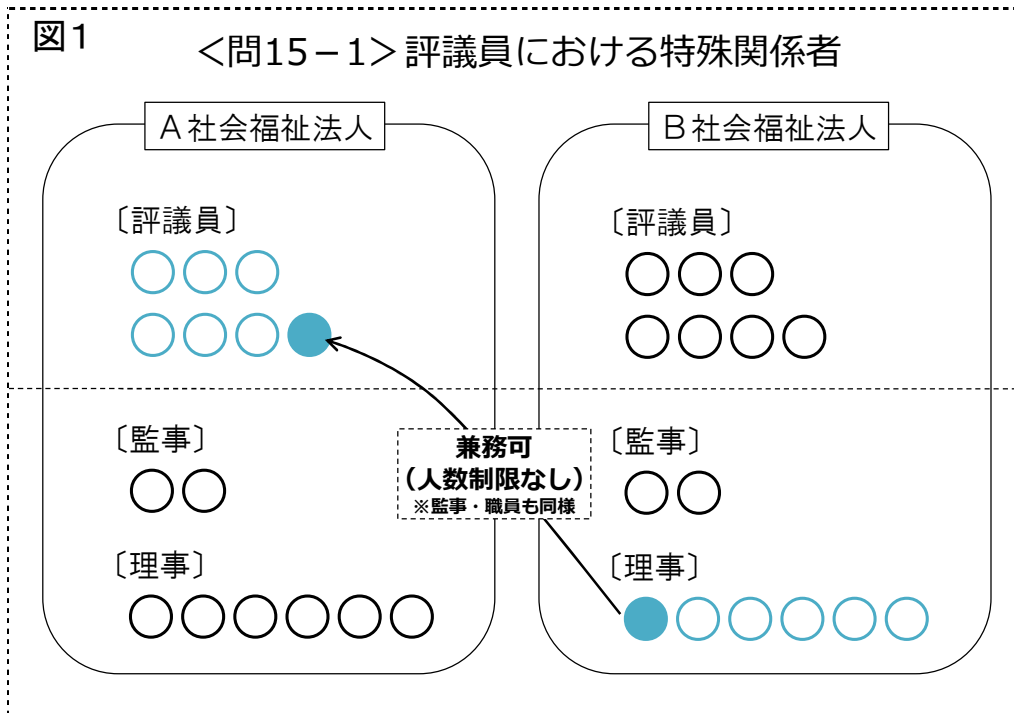 図1
＜問15－1＞評議員における特殊関係者
A社会福祉法人
B社会福祉法人
〔評議員〕
〔評議員〕
〔監事〕
兼務可
（人数制限なし）
※監事・職員も同様
〔監事〕
〔理事〕
〔理事〕